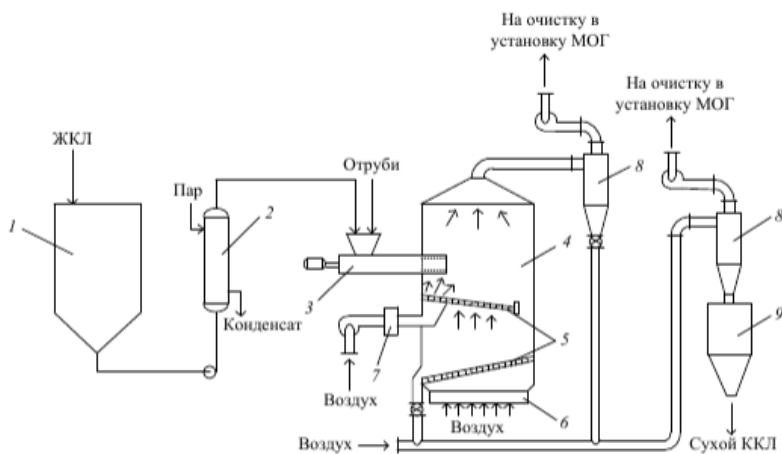 На очистку в
установку МОГ
На очистку в
установку МОГ
ЖКЛ
Отруби
Пар
1
2
3
4
5
6
7
8
8
9
Конденсат
Воздух
Воздух
Воздух
Сухой ККЛ